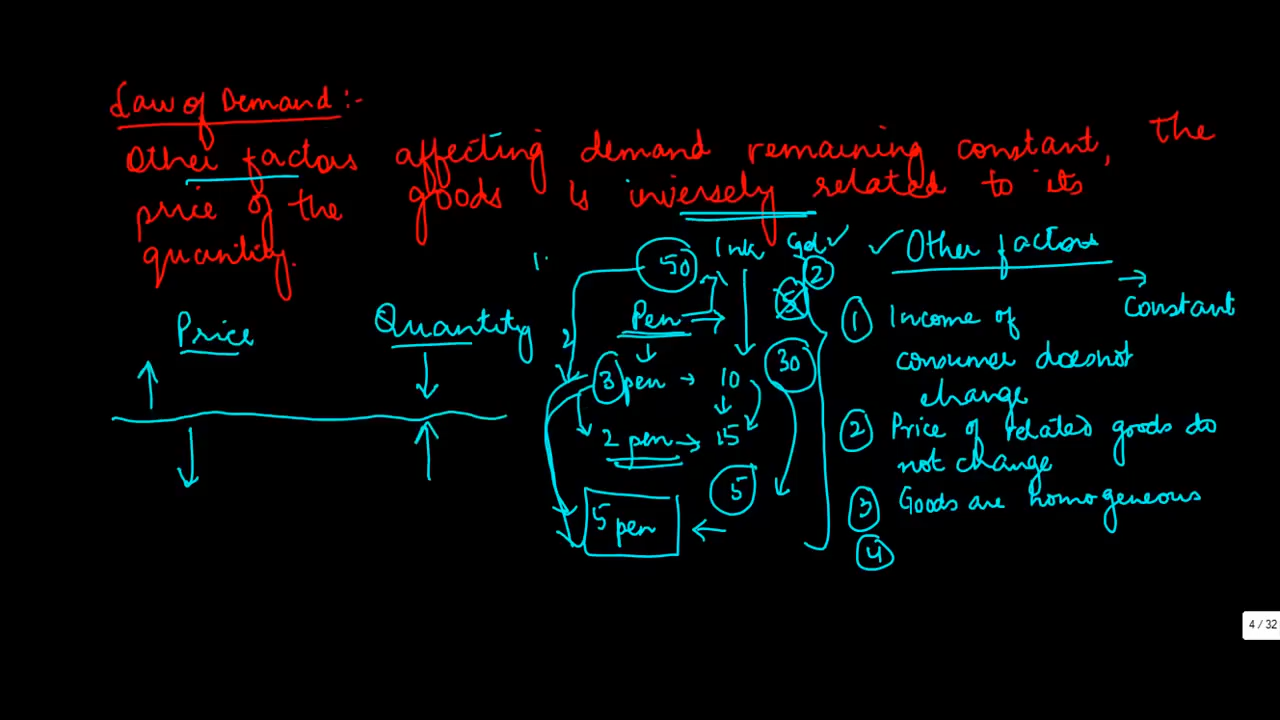 Law of Demand :-
Other factors affecting demand remaining constant, the
price of the goods is inversely related to its
quantity.
Price
Quantity
50
Ink
Pen
2
3 pen → 10
2 pen → 15
5 pen ←
5
2
5
30
✓ Other factors
→ Constant
1 Income of
consumer doesnot
change
2 Price of related goods do
not change
3 Goods are homogeneous
4
4 / 32